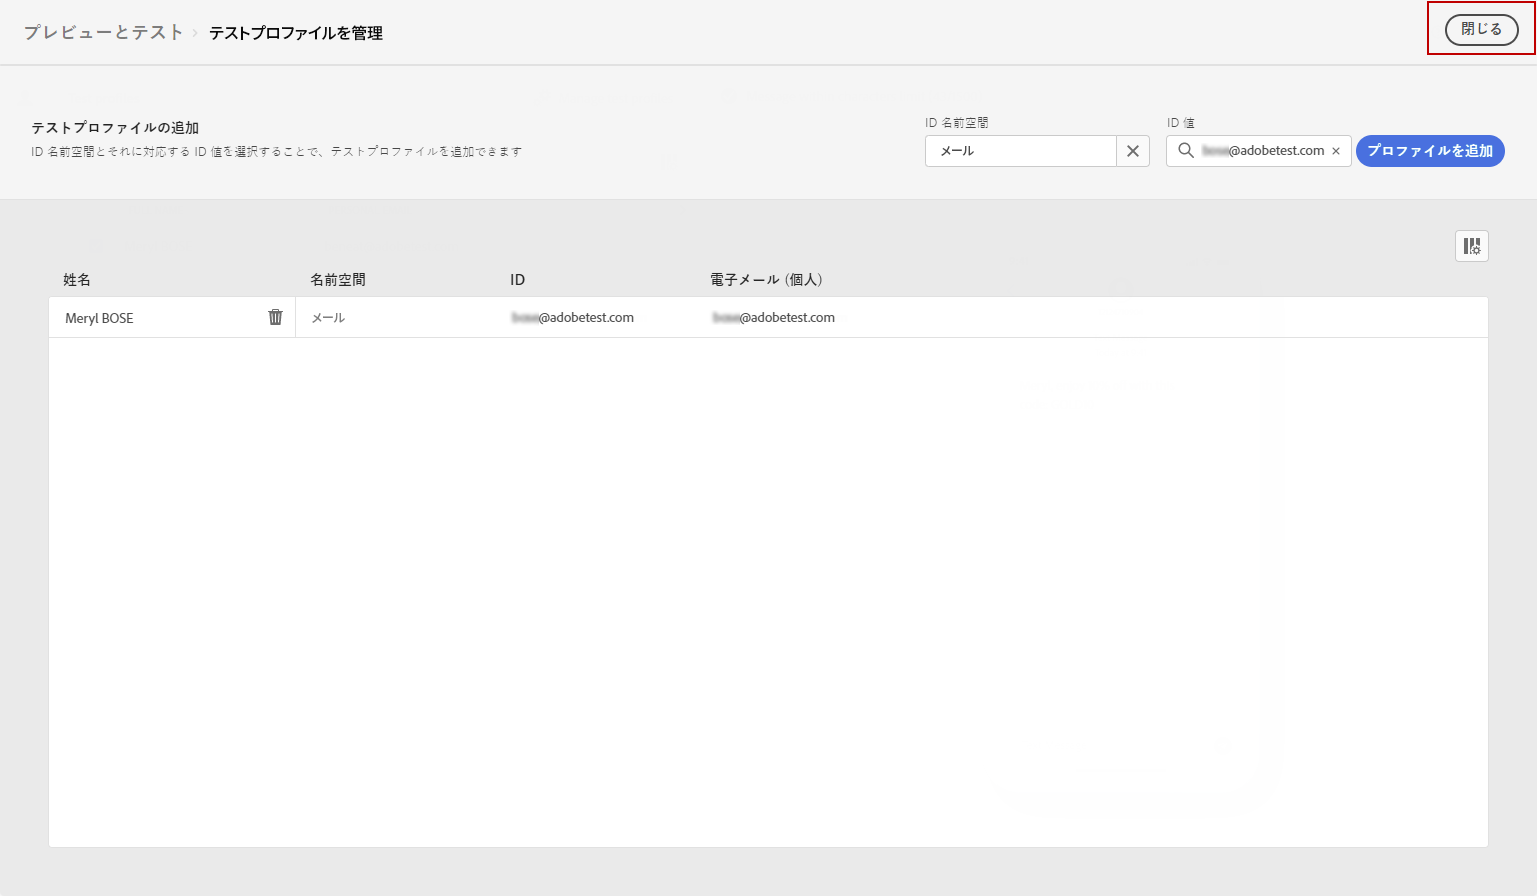 プレビューとテスト › テストプロファイルを管理
閉じる
テストプロファイルの追加
ID 名前空間とそれに対応する ID 値を選択することで、テストプロファイルを追加できます
ID 名前空間
メール
ID 値
@adobetest.com
プロファイルを追加
姓名 名前空間 ID 電子メール (個人)
Meryl BOSE メール @adobetest.com @adobetest.com